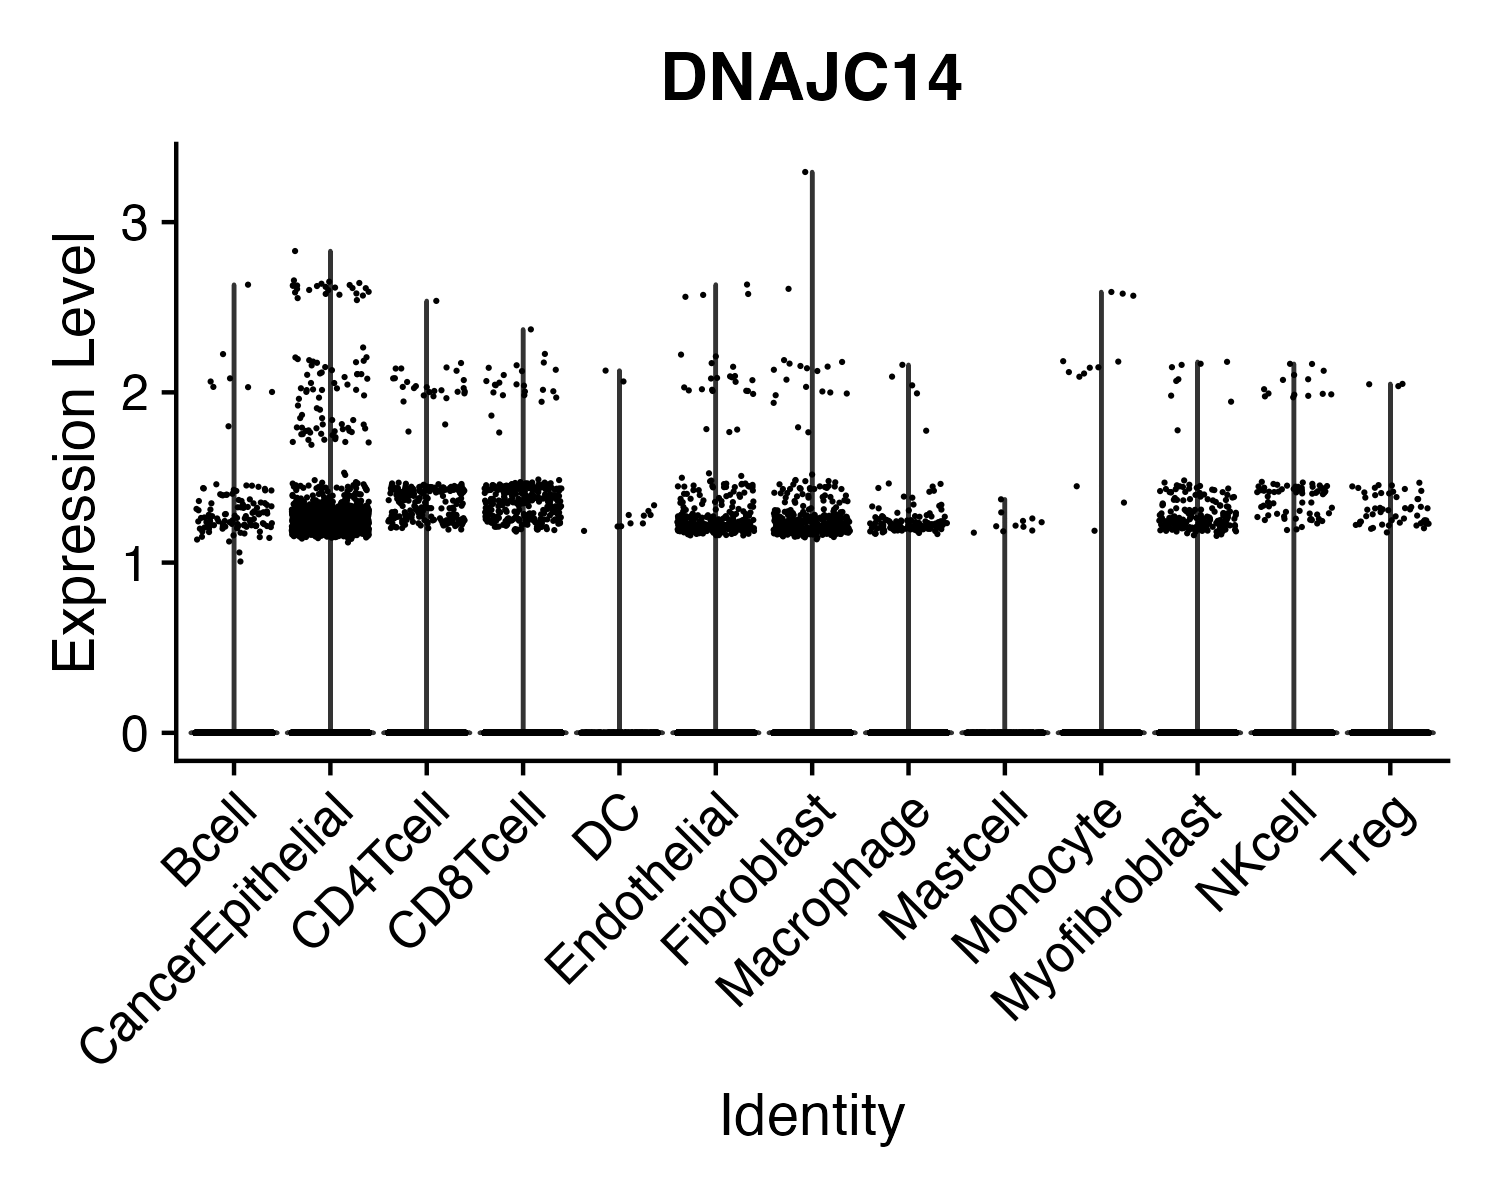 DNAJC14
Expression Level
3
2
1
0
Bcell
CancerEpithelial
CD4Tcell
CD8Tcell
DC
Endothelial
Fibroblast
Macrophage
Mastcell
Monocyte
Myofibroblast
NKcell
Treg
Identity